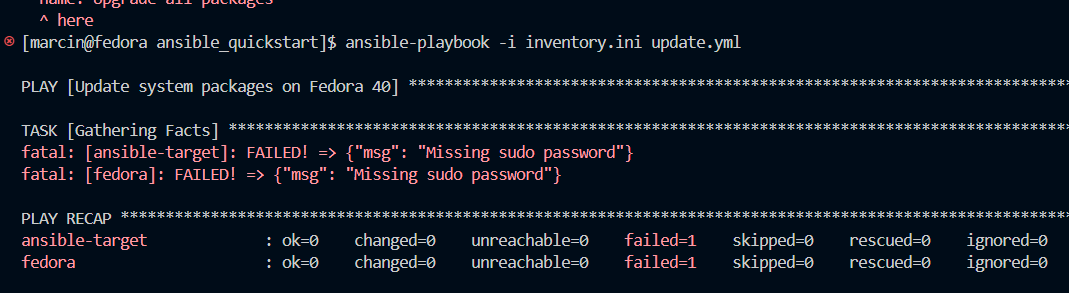 name: Upgrade all packages
^ here
[marcin@fedora ansible_quickstart]$ ansible-playbook -i inventory.ini update.yml
PLAY [Update system packages on Fedora 40] **************************************************************************
TASK [Gathering Facts] **********************************************************************************************
fatal: [ansible-target]: FAILED! => {"msg": "Missing sudo password"}
fatal: [fedora]: FAILED! => {"msg": "Missing sudo password"}
PLAY RECAP **********************************************************************************************************
ansible-target : ok=0 changed=0 unreachable=0 failed=1 skipped=0 rescued=0 ignored=0
fedora : ok=0 changed=0 unreachable=0 failed=1 skipped=0 rescued=0 ignored=0